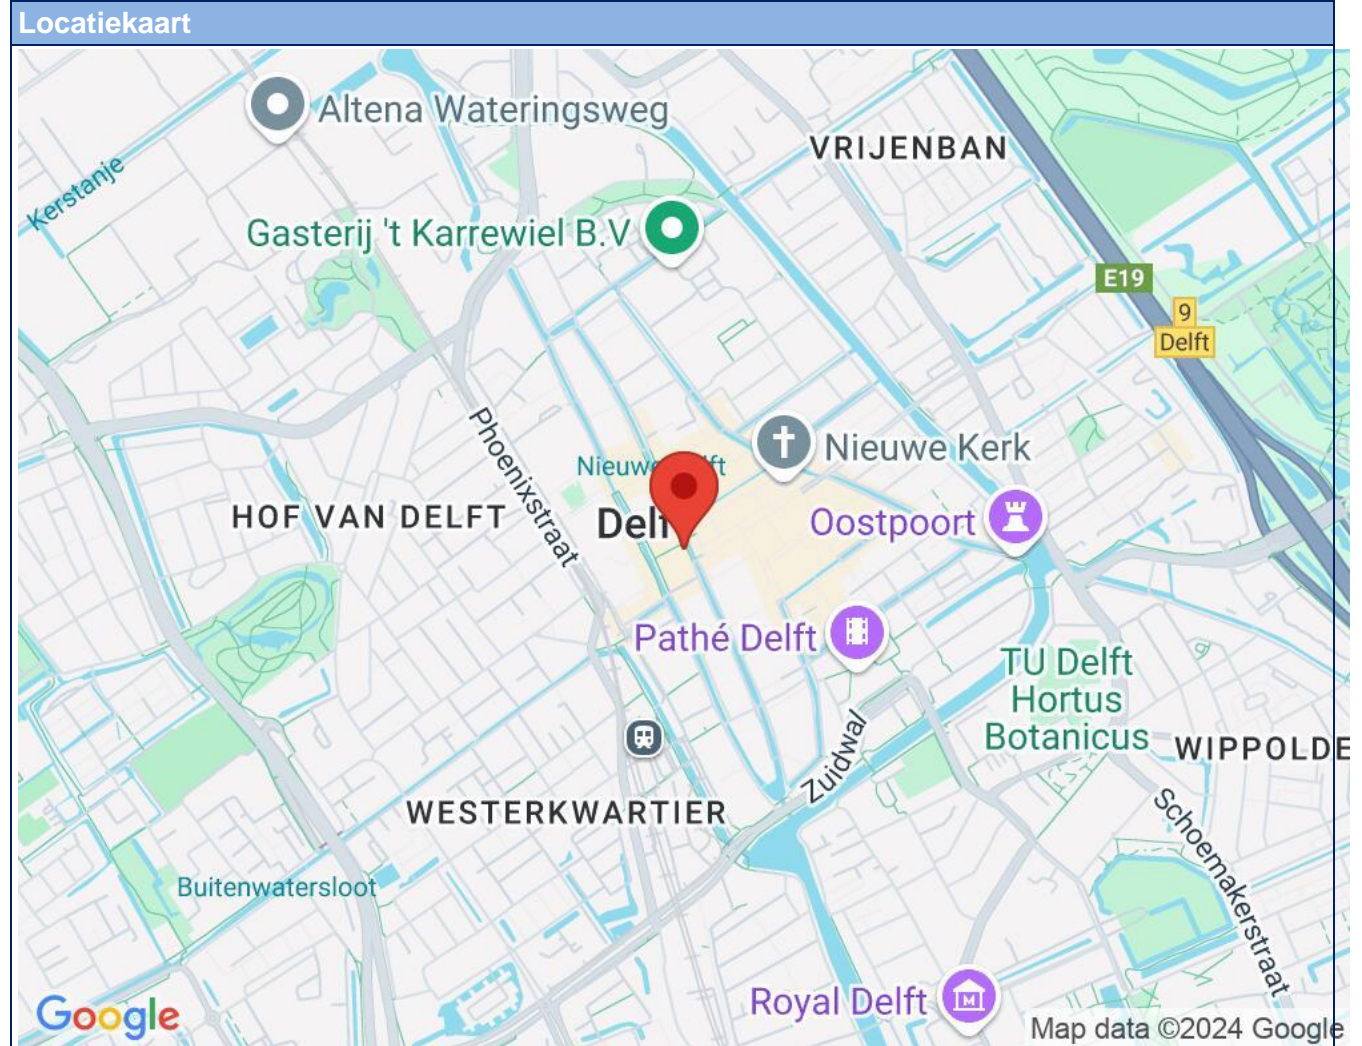 Locatiekaart
Altena Wateringsweg
VRIJENBAN
Kerstanje
Gasterij 't Karrewiel B.V
E19
9
Delft
Phoenixstraat
Nieuwe Kerk
HOF VAN DELFT
Oostpoort
Pathé Delft
TU Delft
Hortus
Botanicus
WIPPOLDE
Zuidwal
WESTERKWARTIER
Schoemakerstraat
Buitenwatersloot
Royal Delft
Google
Map data ©2024 Google